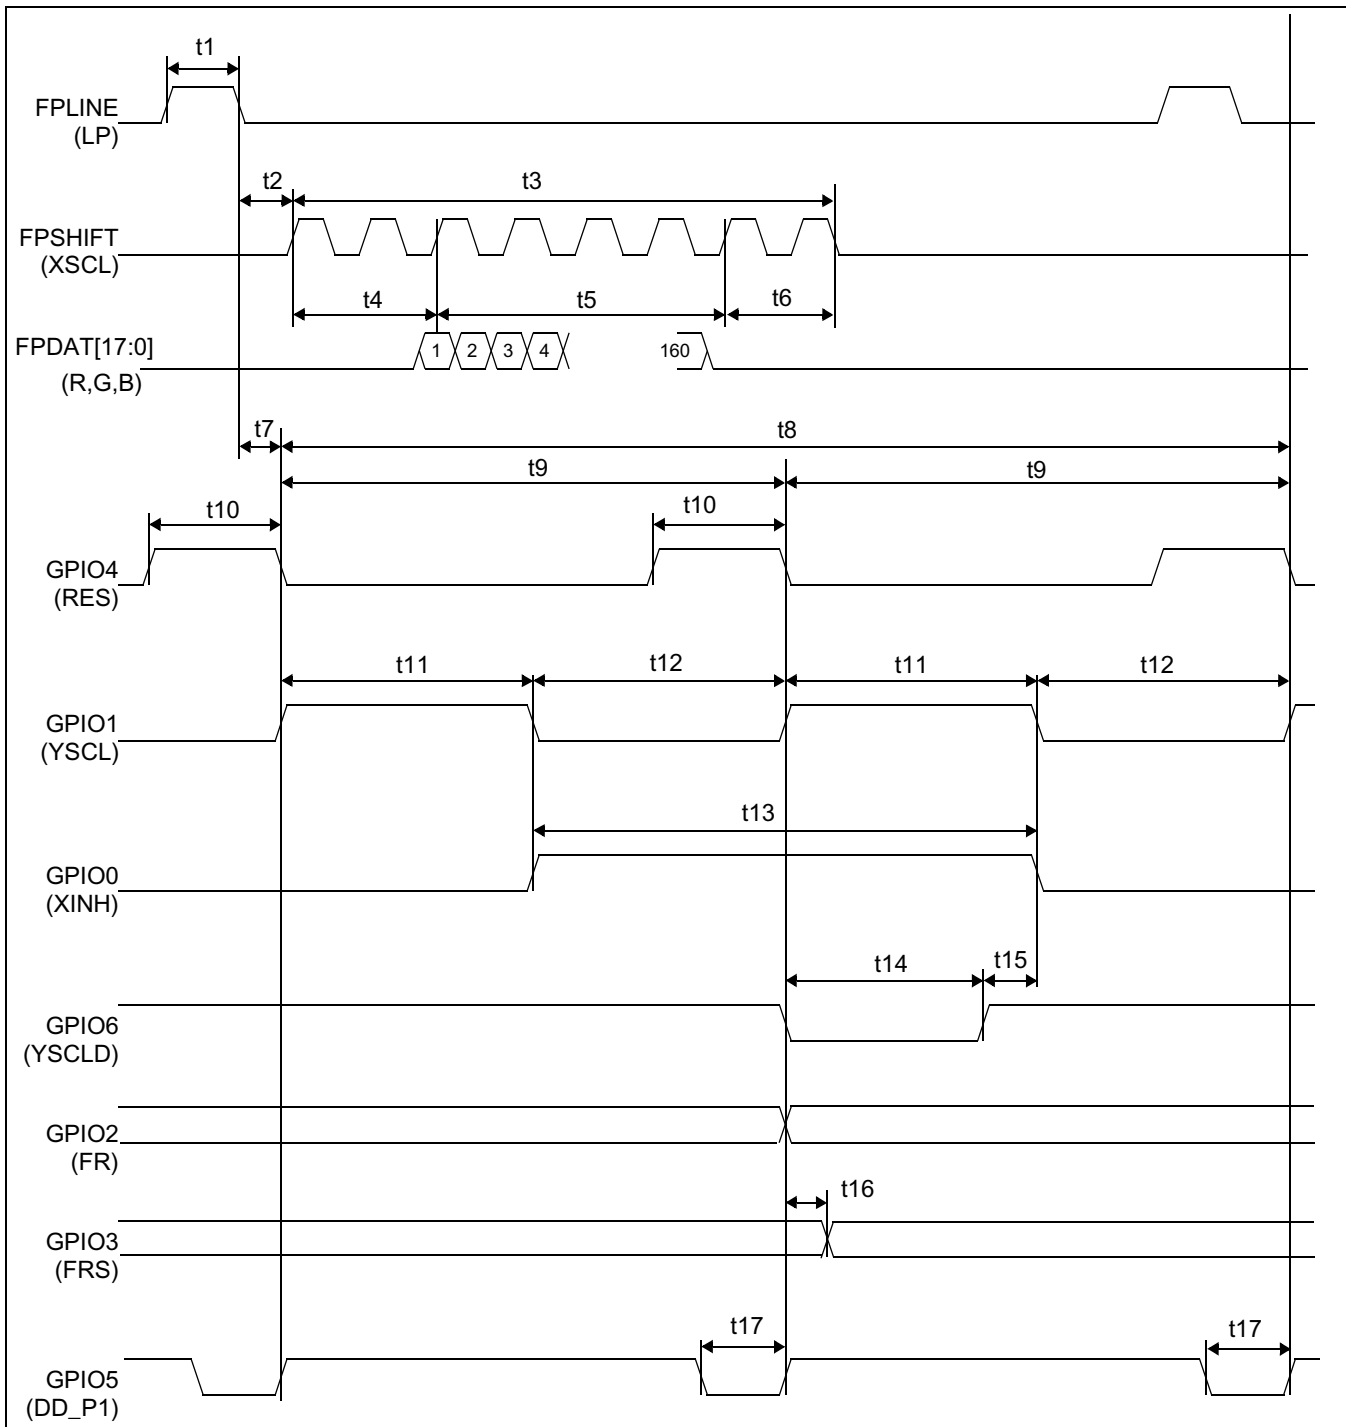 t1
FPLINE
(LP)
t2
t3
FPSHIFT
(XSCL)
t4
t5
t6
FPDAT[17:0]
1 2 3 4 160
(R,G,B)
t7
t8
t9
t9
t10
t10
GPIO4
(RES)
t11
t12
t11
t12
GPIO1
(YSCL)
t13
GPIO0
(XINH)
t14
t15
GPIO6
(YSCLD)
GPIO2
(FR)
t16
GPIO3
(FRS)
t17
t17
GPIO5
(DD_P1)